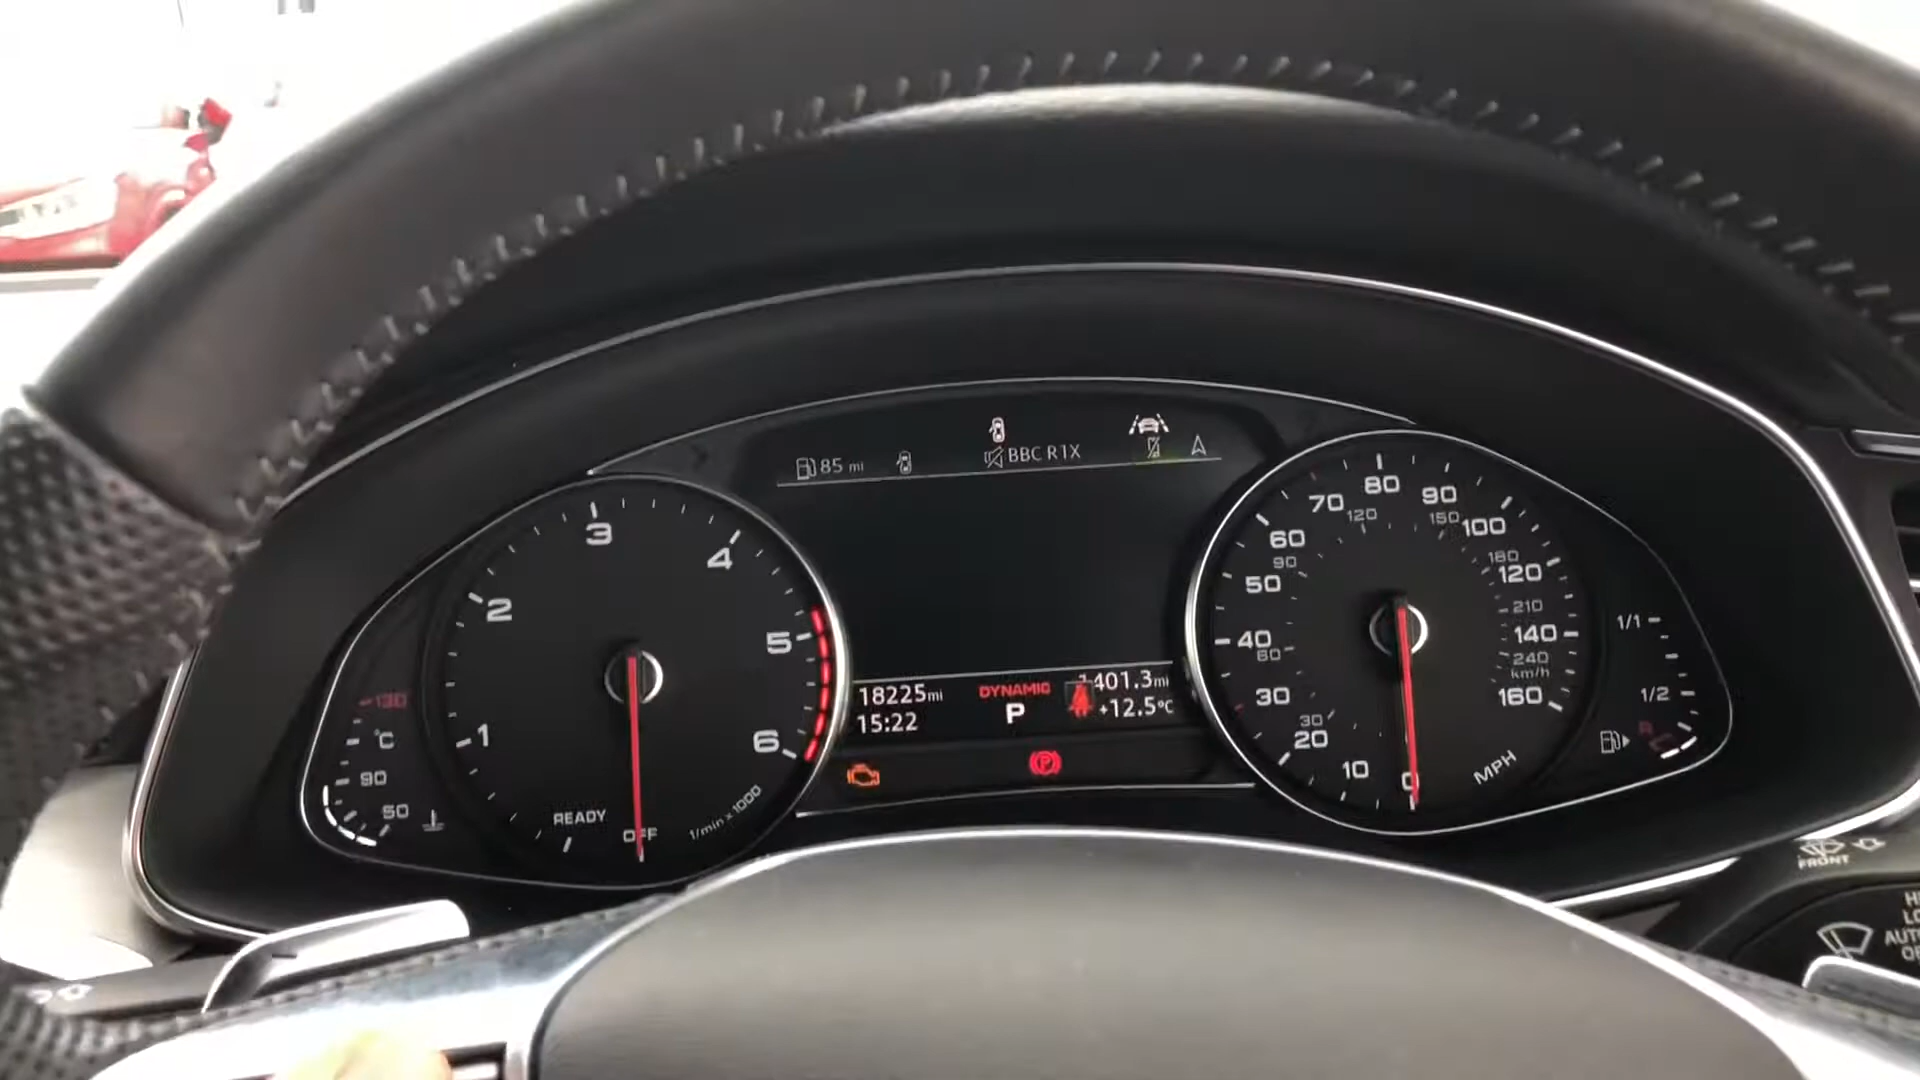 85 mi
BBC R1X
1
2
3
4
5
6
READY
OFF
1/min x 1000
130
°C
90
50
18225mi
15:22
DYNAMIC
P
1401.3mi
+12.5°C
P
0
10
20
30
40
50
60
70
80
90
100
120
140
160
MPH
30
60
90
120
150
180
210
240
km/h
1/1
1/2
R
FRONT